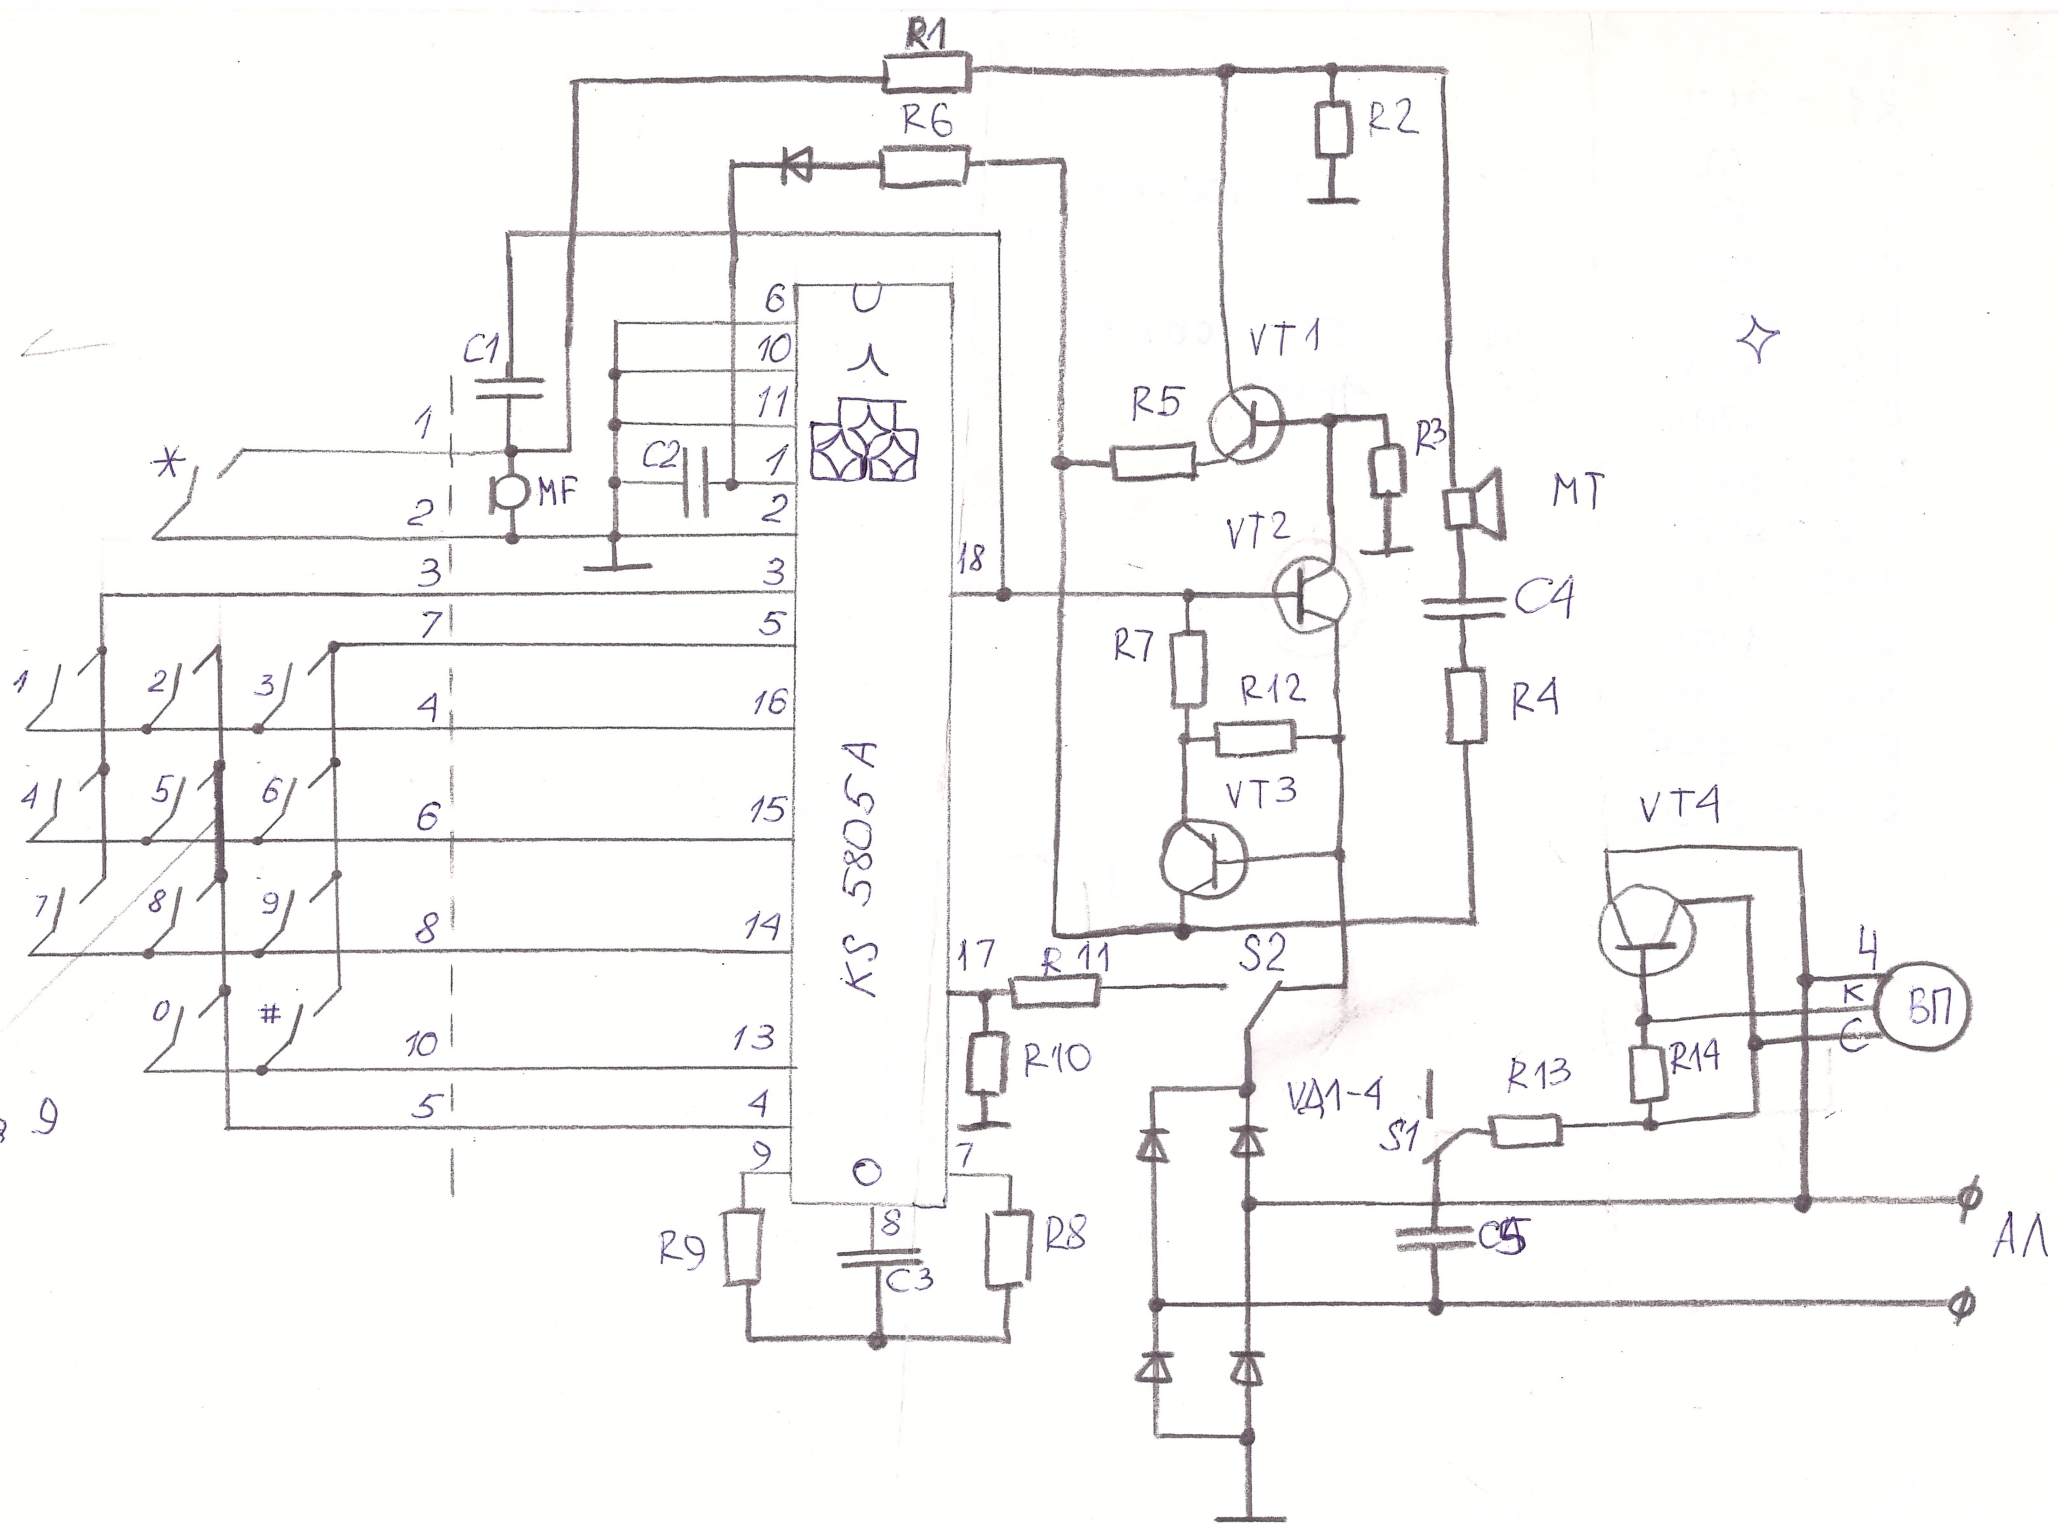 R1
R6
R2
6
10
C1
VT1
11
R5
R3
1
*
C2
1
MF
MT
2
2
VT2
18
3
3
C4
7
5
R7
1
2
3
4
16
R12
R4
4
5
6
6
15
VT3
VT4
KS 5805A
7
8
9
8
14
17
R11
S2
Ч
К
ВП
С
0
#
10
13
R10
R14
R13
VД1-4
5
4
S1
9
9
7
R9
8
C3
R8
C5
АЛ